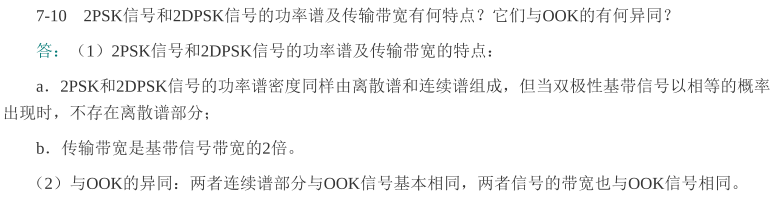 7-10　2PSK信号和2DPSK信号的功率谱及传输带宽有何特点？它们与OOK的有何异同？
答：（1）2PSK信号和2DPSK信号的功率谱及传输带宽的特点：
a．2PSK和2DPSK信号的功率谱密度同样由离散谱和连续谱组成，但当双极性基带信号以相等的概率
出现时，不存在离散谱部分；
b．传输带宽是基带信号带宽的2倍。
（2）与OOK的异同：两者连续谱部分与OOK信号基本相同，两者信号的带宽也与OOK信号相同。